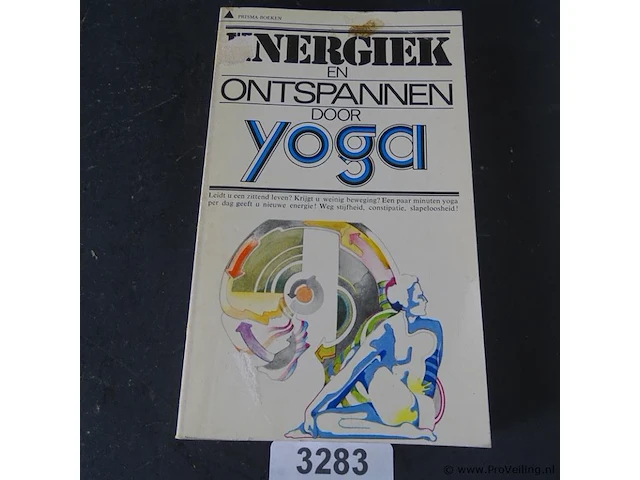 PRISMA-BOEKEN
ENERGIEK
EN
ONTSPANNEN
DOOR
yoga
Leidt u een zittend leven? Krijgt u weinig beweging? Een paar minuten yoga
per dag geeft u nieuwe energie! Weg stijfheid, constipatie, slapeloosheid!
3283
© www.ProVeiling.nl